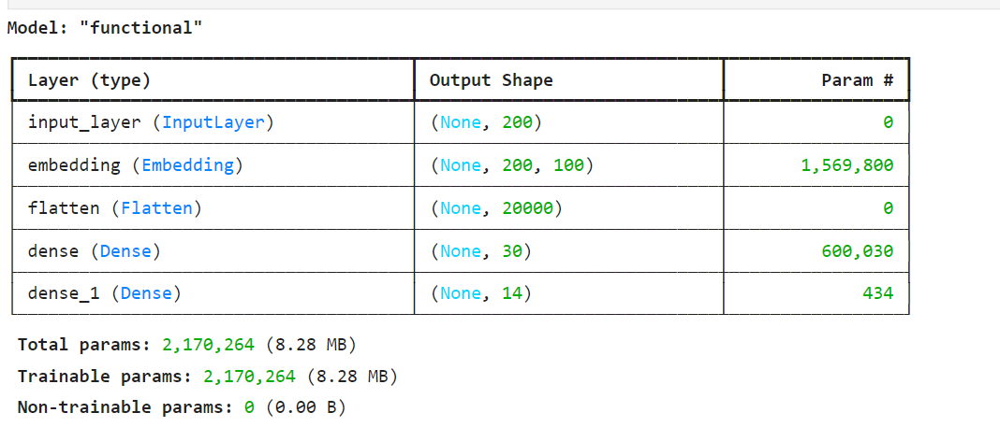 Model: "functional"
Layer (type) Output Shape Param #
input_layer (InputLayer) (None, 200) 0
embedding (Embedding) (None, 200, 100) 1,569,800
flatten (Flatten) (None, 20000) 0
dense (Dense) (None, 30) 600,030
dense_1 (Dense) (None, 14) 434
Total params: 2,170,264 (8.28 MB)
Trainable params: 2,170,264 (8.28 MB)
Non-trainable params: 0 (0.00 B)